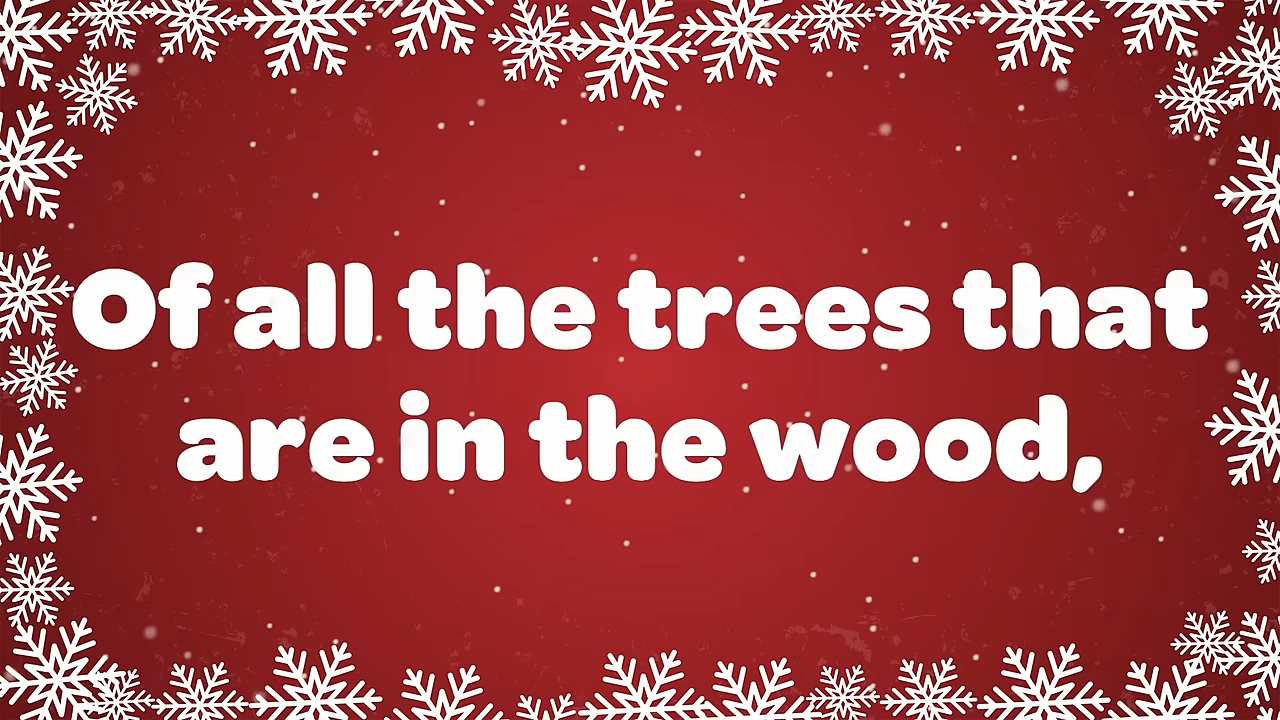 Of all the trees that
are in the wood,